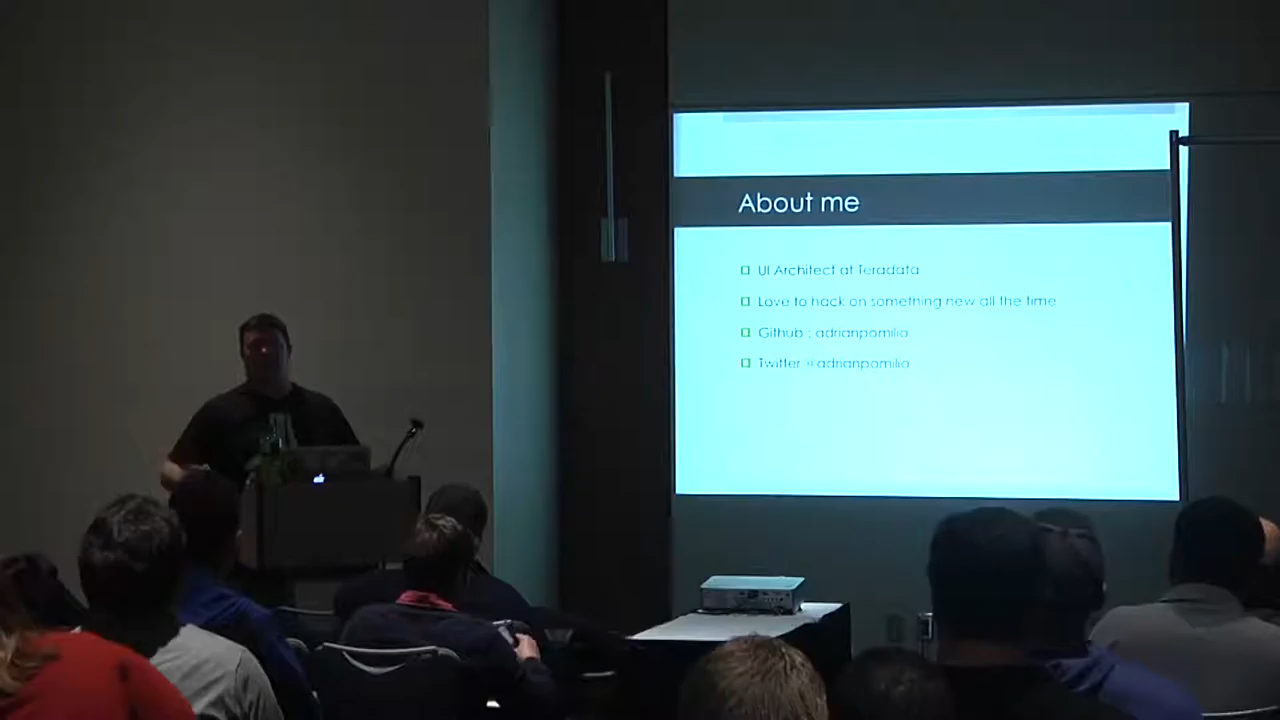 About me
UI Architect at Teradata
Love to hack on something new all the time
Github : adrianpomilio
Twitter @adrianpomilio